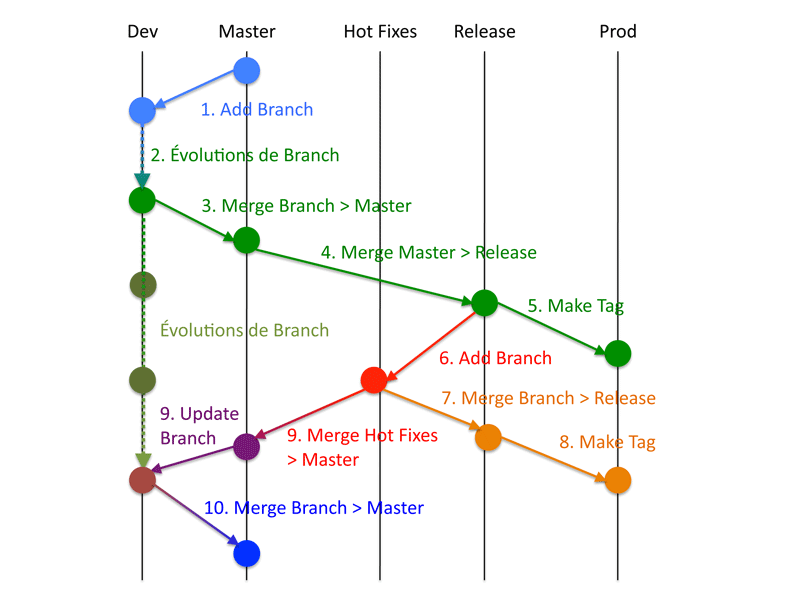 Dev Master Hot Fixes Release Prod
1. Add Branch
2. Évolutions de Branch
3. Merge Branch > Master
4. Merge Master > Release
5. Make Tag
Évolutions de Branch
6. Add Branch
7. Merge Branch > Release
9. Update
Branch
9. Merge Hot Fixes
> Master
8. Make Tag
10. Merge Branch > Master